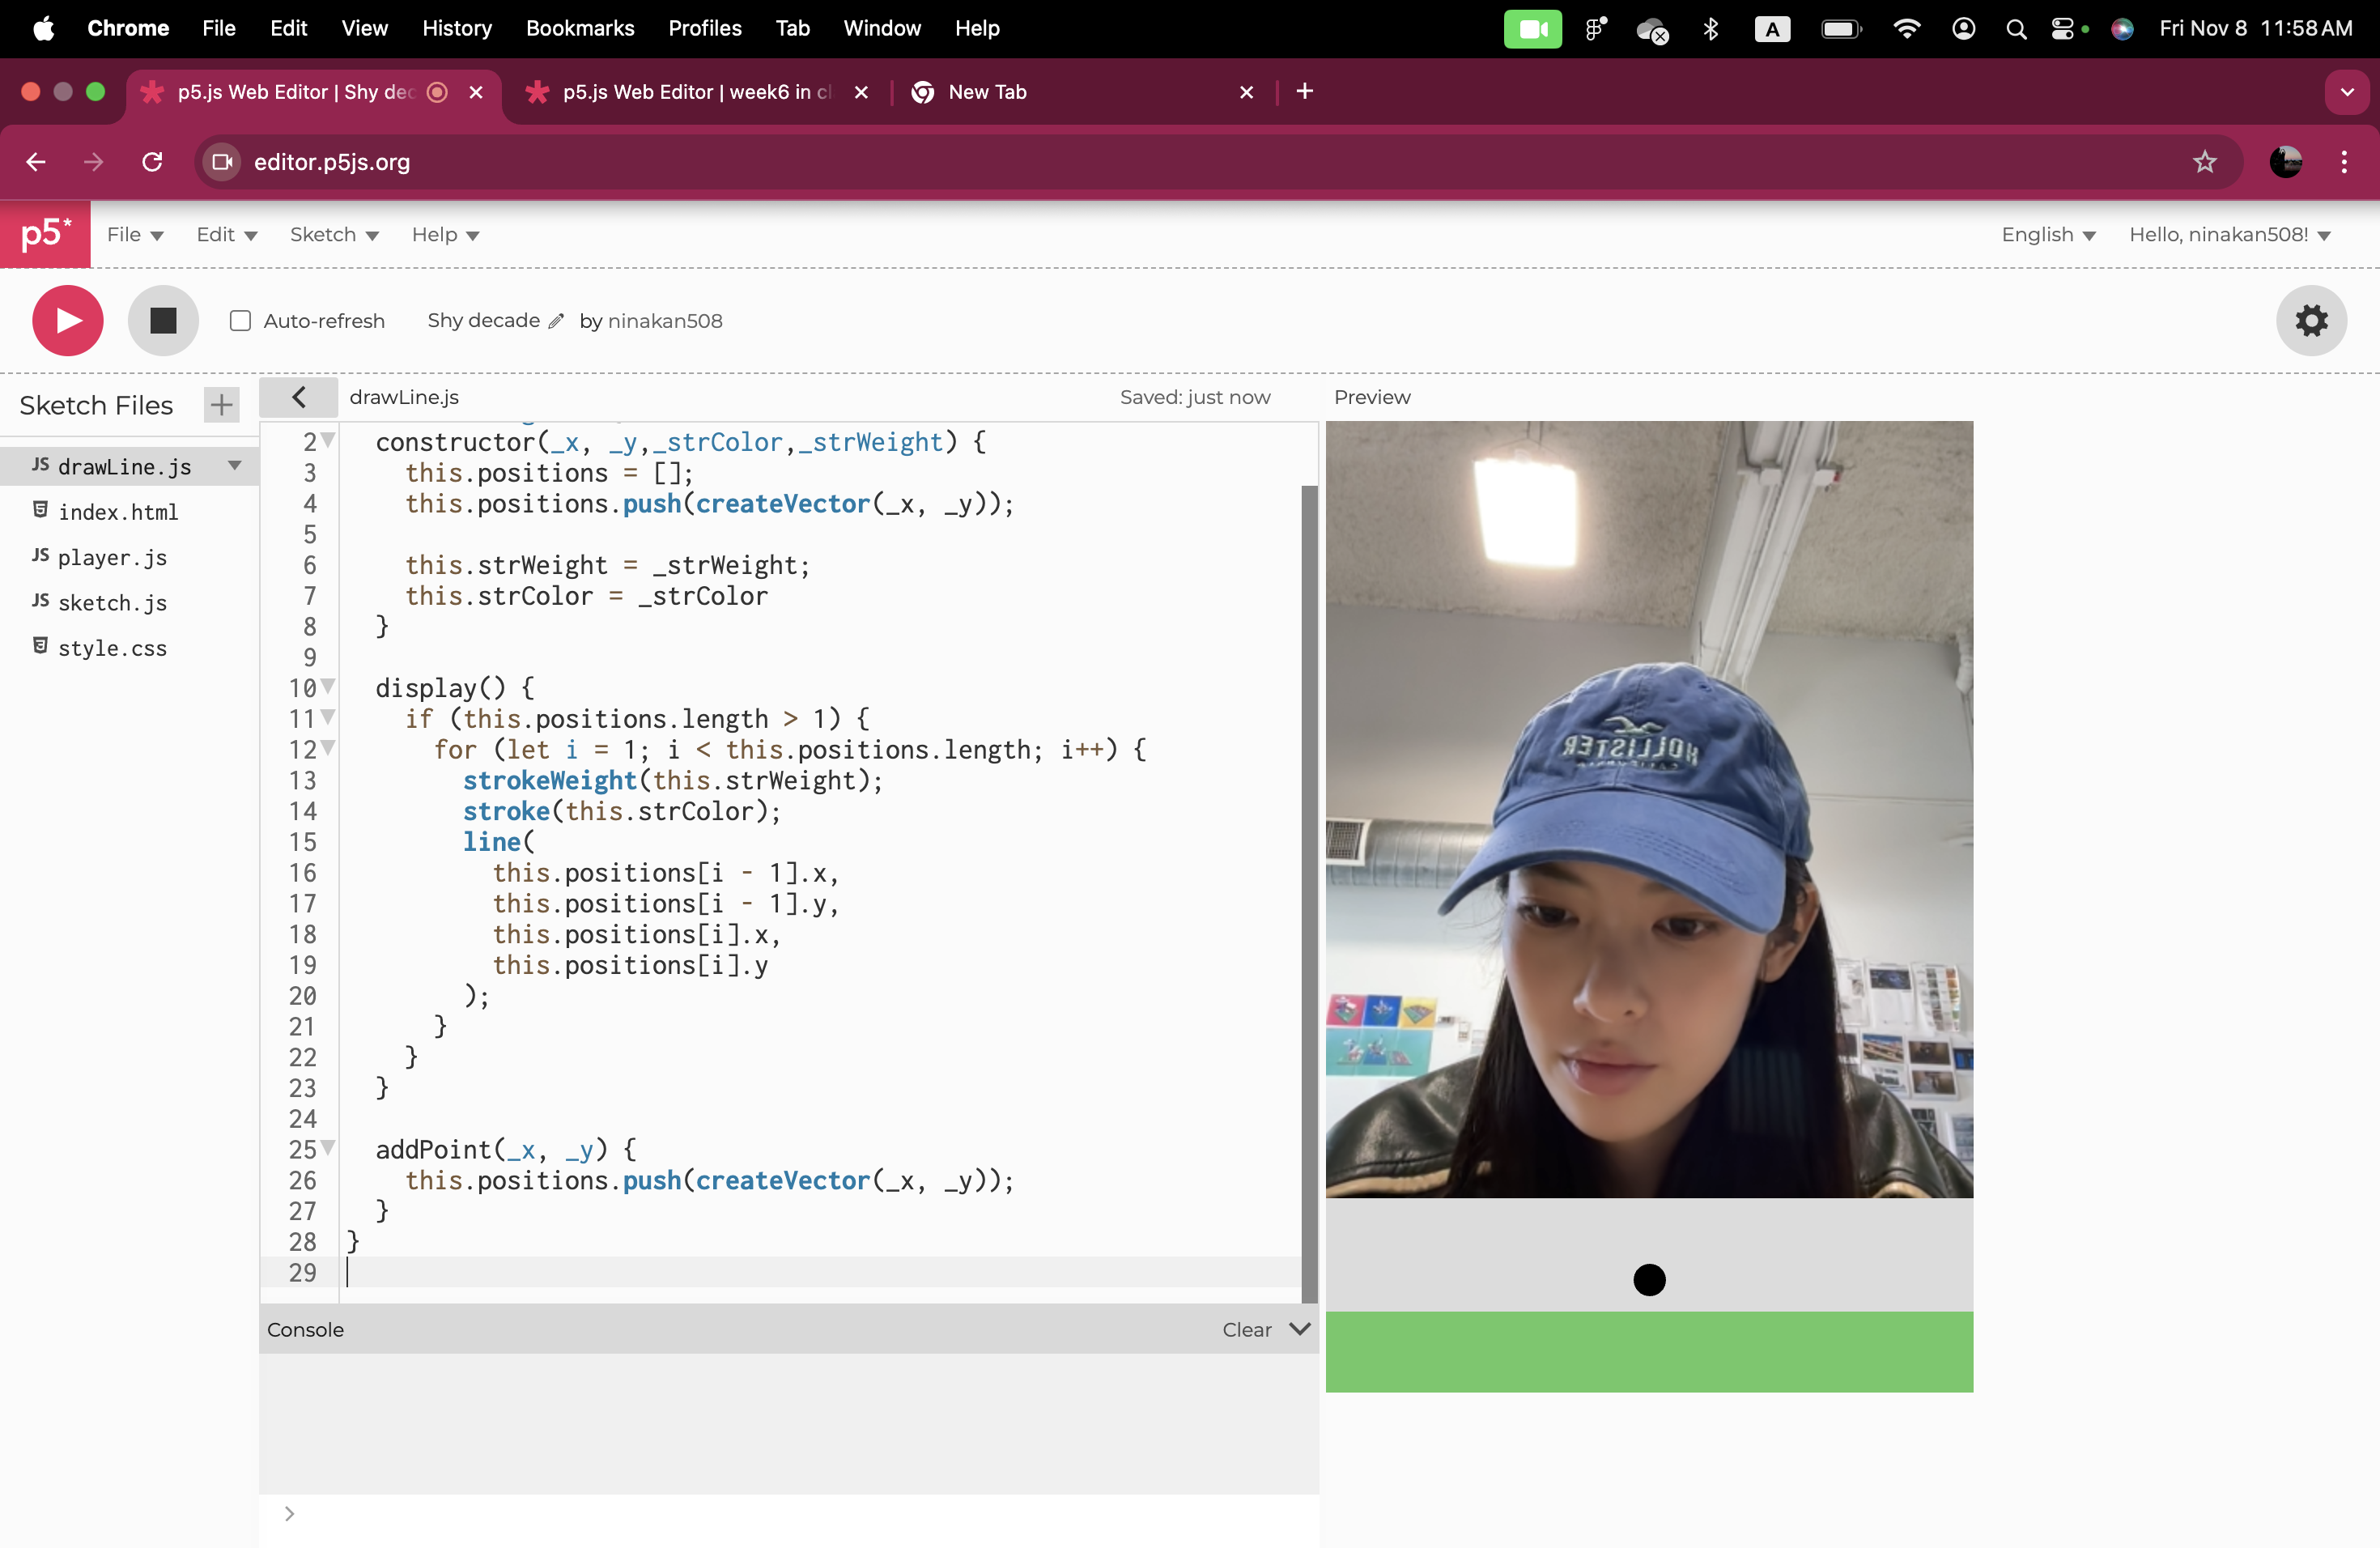 Chrome File Edit View History Bookmarks Profiles Tab Window Help A Fri Nov 8 11:58 AM
p5.js Web Editor | Shy dec p5.js Web Editor | week6 in cl New Tab
editor.p5js.org
p5* File Edit Sketch Help English Hello, ninakan508!
Auto-refresh Shy decade by ninakan508
Sketch Files + drawLine.js Saved: just now Preview
JS drawLine.js
index.html
JS player.js
JS sketch.js
style.css
2 constructor(_x, _y,_strColor,_strWeight) {
3 this.positions = [];
4 this.positions.push(createVector(_x, _y));
5
6 this.strWeight = _strWeight;
7 this.strColor = _strColor
8 }
9
10 display() {
11 if (this.positions.length > 1) {
12 for (let i = 1; i < this.positions.length; i++) {
13 strokeWeight(this.strWeight);
14 stroke(this.strColor);
15 line(
16 this.positions[i - 1].x,
17 this.positions[i - 1].y,
18 this.positions[i].x,
19 this.positions[i].y
20 );
21 }
22 }
23 }
24
25 addPoint(_x, _y) {
26 this.positions.push(createVector(_x, _y));
27 }
28 }
29
Console Clear
>
HOLLISTER
CALIFORNIA